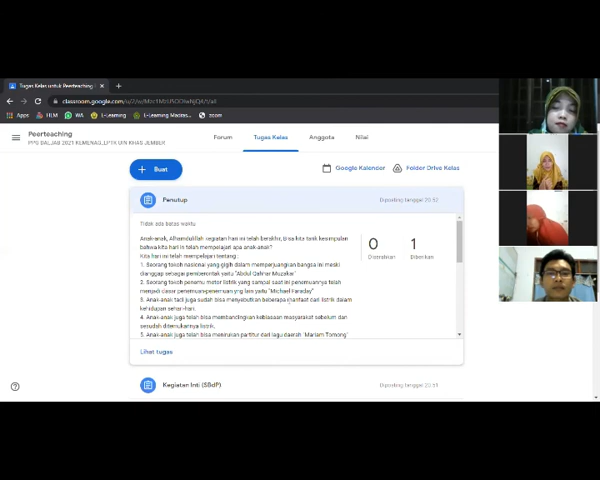 Tugas Kelas untuk Peerteaching
classroom.google.com
Apps HLM WA E-Learning E-Learning Madras... zoom
Peerteaching
PPG DALJAB 2021 KEMENAG_LPTK UIN KHAS JEMBER
Forum Tugas Kelas Anggota Nilai
Buat
Google Kalender Folder Drive Kelas
Penutup
Diposting tanggal
Tidak ada batas waktu
Anak-anak, Alhamdulillah kegiatan hari ini telah berakhir, bisa kita tarik kesimpulan
bahwa kita hari ini telah mempelajari apa anak-anak?
Kita hari ini telah mempelajari tentang :
1. Seorang tokoh nasional yang gigih dalam memperjuangkan bangsa ini meski
dianggap sebagai pemberontak yaitu "Abdul Qahhar Muzakar"
2. Seorang penemu motor listrik yang sampai saat ini penemuannya telah
menjadi dasar penemuan-penemuan yang lain yaitu "Michael Faraday"
3. Anak-anak tadi juga sudah bisa menyebutkan beberapa manfaat dari listrik dalam
kehidupan sehari-hari.
4. Anak-anak juga telah bisa membandingkan kebiasaan masyarakat sebelum dan
sesudah ditemukannya listrik.
5. Anak-anak juga telah bisa menirukan partitur dari lagu daerah "Mariam Tomong"
0 1
Diserahkan Diberikan
Lihat tugas
Kegiatan Inti (SBdP)
Diposting tanggal